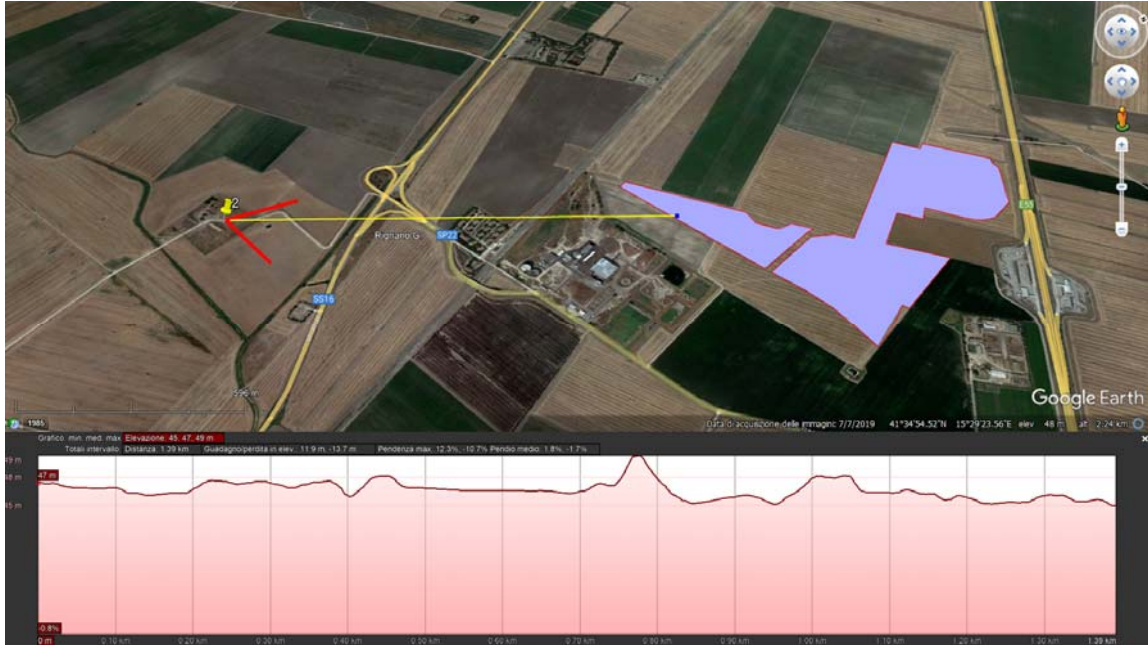 2
Rignano G.
SP22
SS16
E55
596 m
Google Earth
1985
Data di acquisizione delle immagini: 7/7/2019 41°34'54.52"N 15°29'23.56"E elev 48 m alt 2.24 km
Grafico: min, med, max Elevazione: 45, 47, 49 m
Totali intervallo: Distanza: 1.39 km Guadagno/perdita in elev.: 11.9 m, -13.7 m Pendenza max: 12.3%, -10.7% Pendio medio: 1.8%, -1.7%
49 m
47 m
48 m
45 m
-0.8%
0 m 0.10 km 0.20 km 0.30 km 0.40 km 0.50 km 0.60 km 0.70 km 0.80 km 0.90 km 1.00 km 1.10 km 1.20 km 1.30 km 1.39 km